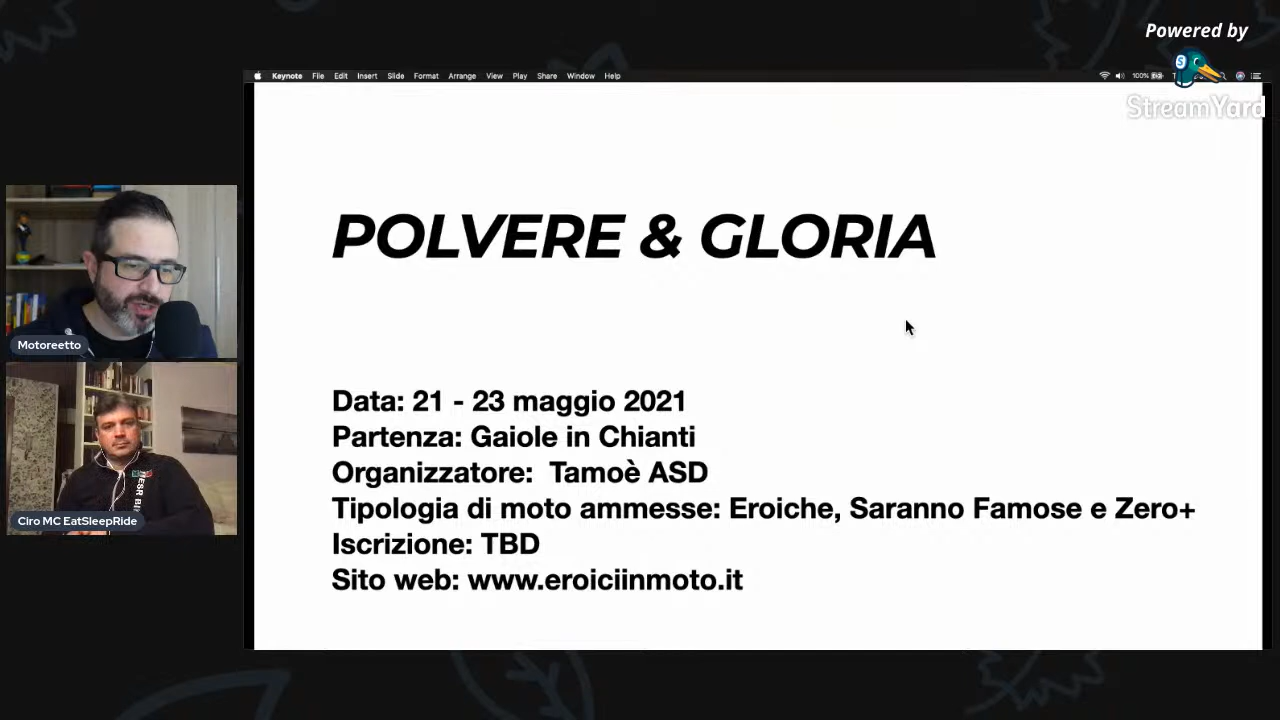 Powered by
StreamYard
Keynote File Edit Insert Slide Format Arrange View Play Share Window Help
100%
POLVERE & GLORIA
Data: 21 - 23 maggio 2021
Partenza: Gaiole in Chianti
Organizzatore: Tamoè ASD
Tipologia di moto ammesse: Eroiche, Saranno Famose e Zero+
Iscrizione: TBD
Sito web: www.eroiciinmoto.it
Motoreetto
Ciro MC EatSleepRide